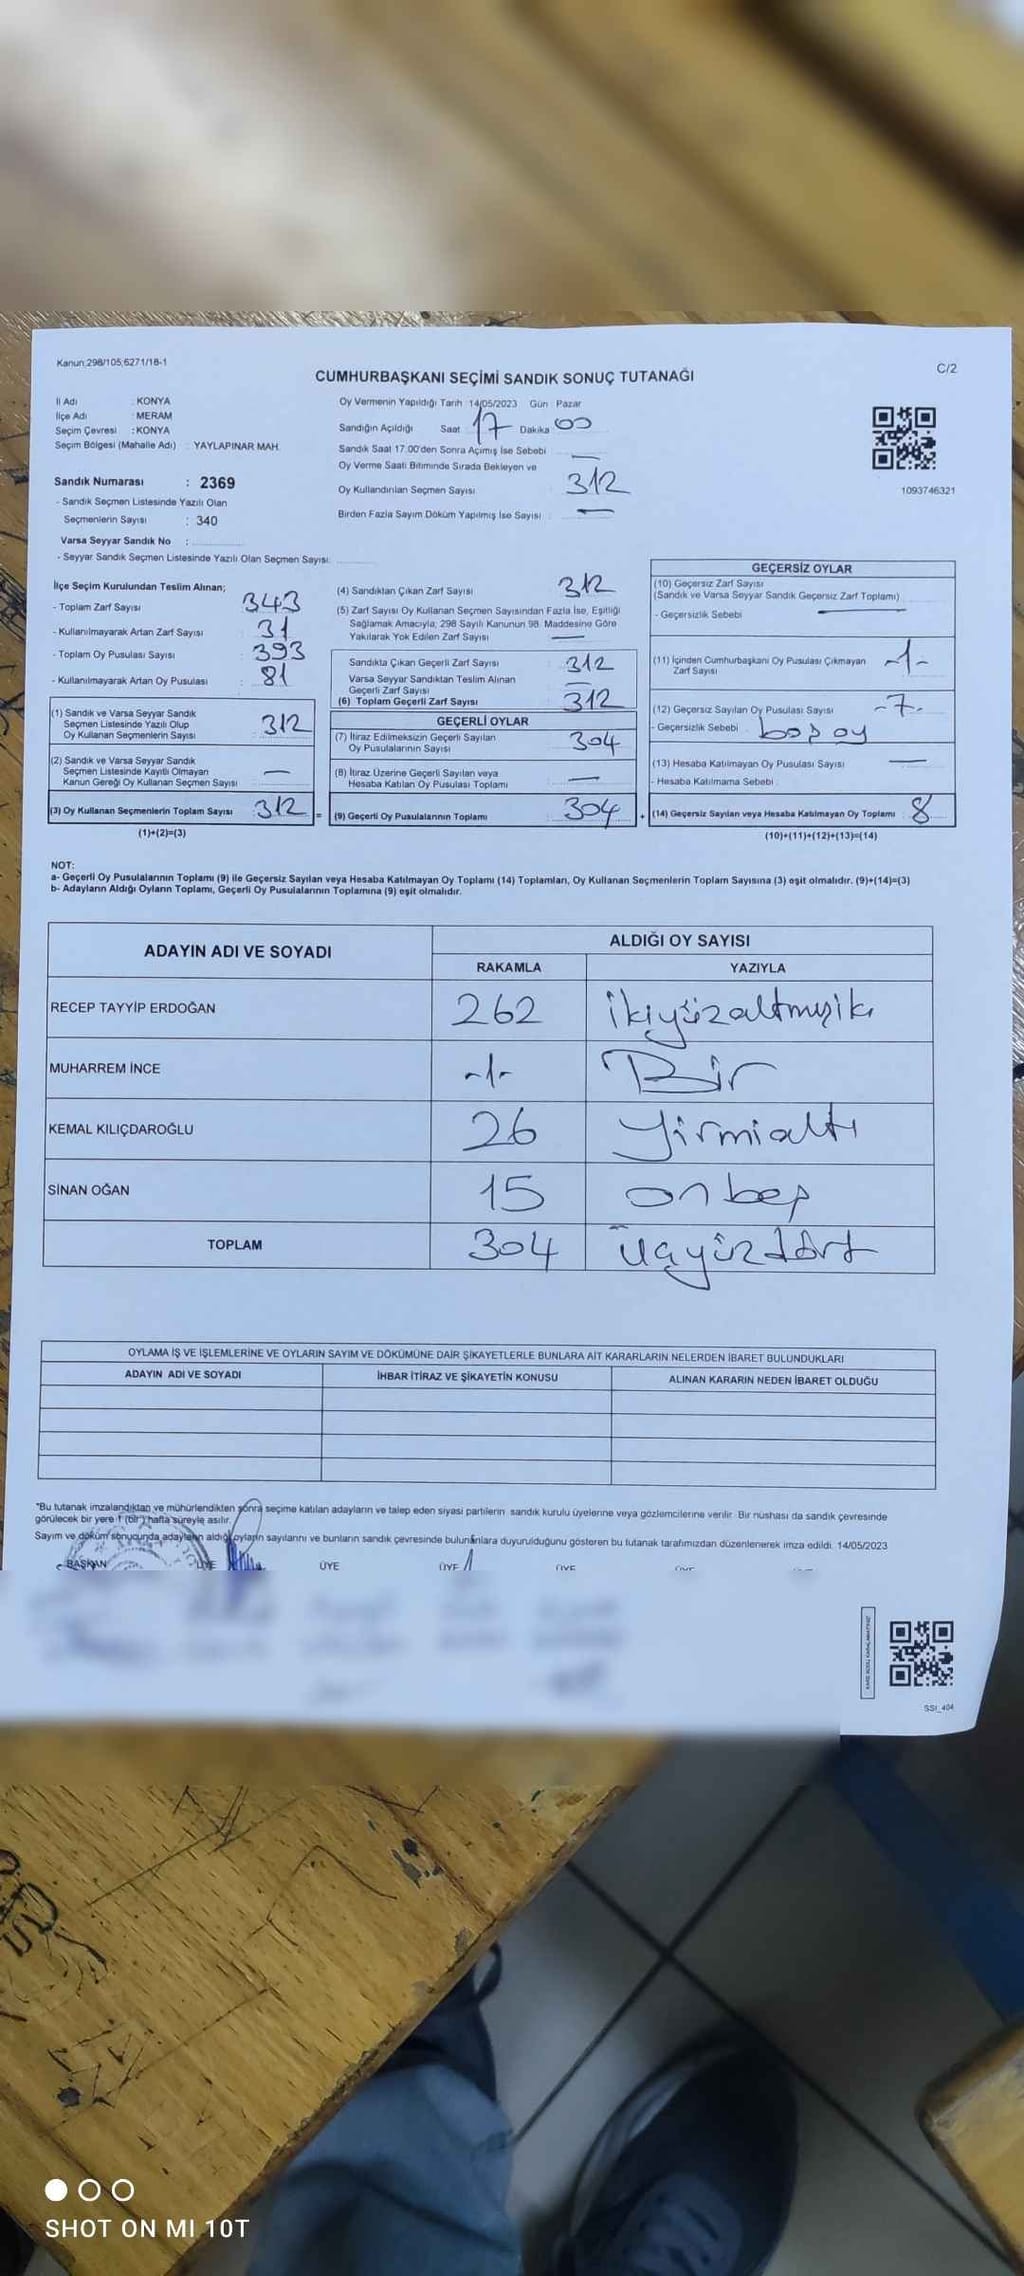 Kanun;298/105;6271/18-1
C/2
CUMHURBAŞKANI SEÇİMİ SANDIK SONUÇ TUTANAĞI
İl Adı : KONYA
İlçe Adı : MERAM
Seçim Çevresi : KONYA
Seçim Bölgesi (Mahalle Adı) : YAYLAPINAR MAH.
Sandık Numarası : 2369
- Sandık Seçmen Listesinde Yazılı Olan
Seçmenlerin Sayısı : 340
Varsa Seyyar Sandık No :
- Seyyar Sandık Seçmen Listesinde Yazılı Olan Seçmen Sayısı:
Oy Vermenin Yapıldığı Tarih :14/05/2023 Gün : Pazar
Sandığın Açıldığı Saat 17 Dakika 00
Sandık Saat 17.00'den Sonra Açımış İse Sebebi —
Oy Verme Saati Bitiminde Sırada Bekleyen ve
Oy Kullandırılan Seçmen Sayısı 312
Birden Fazla Sayım Döküm Yapılmış İse Sayısı : —
1093746321
İlçe Seçim Kurulundan Teslim Alınan;
- Toplam Zarf Sayısı : 343
- Kullanılmayarak Artan Zarf Sayısı : 31
- Toplam Oy Pusulası Sayısı : 393
- Kullanılmayarak Artan Oy Pusulası : 81
(1) Sandık ve Varsa Seyyar Sandık
Seçmen Listesinde Yazılı Olup
Oy Kullanan Seçmenlerin Sayısı 312
(2) Sandık ve Varsa Seyyar Sandık
Seçmen Listesinde Kayıtlı Olmayan
Kanun Gereği Oy Kullanan Seçmen Sayısı —
(3) Oy Kullanan Seçmenlerin Toplam Sayısı 312 =
(1)+(2)=(3)
(4) Sandıktan Çıkan Zarf Sayısı 312
(5) Zarf Sayısı Oy Kullanan Seçmen Sayısından Fazla İse, Eşitliği
Sağlamak Amacıyla; 298 Sayılı Kanunun 98. Maddesine Göre
Yakılarak Yok Edilen Zarf Sayısı —
Sandıkta Çıkan Geçerli Zarf Sayısı 312
Varsa Seyyar Sandıktan Teslim Alınan
Geçerli Zarf Sayısı —
(6) Toplam Geçerli Zarf Sayısı 312
GEÇERLİ OYLAR
(7) İtiraz Edilmeksizin Geçerli Sayılan
Oy Pusulalarının Sayısı 304
(8) İtiraz Üzerine Geçerli Sayılan veya
Hesaba Katılan Oy Pusulası Toplamı —
(9) Geçerli Oy Pusulalarının Toplamı 304 +
GEÇERSİZ OYLAR
(10) Geçersiz Zarf Sayısı
(Sandık ve Varsa Seyyar Sandık Geçersiz Zarf Toplamı)
- Geçersizlik Sebebi —
(11) İçinden Cumhurbaşkanı Oy Pusulası Çıkmayan
Zarf Sayısı -1-
(12) Geçersiz Sayılan Oy Pusulası Sayısı -7-
- Geçersizlik Sebebi boş oy
(13) Hesaba Katılmayan Oy Pusulası Sayısı —
- Hesaba Katılmama Sebebi
(14) Geçersiz Sayılan veya Hesaba Katılmayan Oy Toplamı : 8
(10)+(11)+(12)+(13)=(14)
NOT:
a- Geçerli Oy Pusulalarının Toplamı (9) ile Geçersiz Sayılan veya Hesaba Katılmayan Oy Toplamı (14) Toplamları, Oy Kullanan Seçmenlerin Toplam Sayısına (3) eşit olmalıdır. (9)+(14)=(3)
b- Adayların Aldığı Oyların Toplamı, Geçerli Oy Pusulalarının Toplamına (9) eşit olmalıdır.
ADAYIN ADI VE SOYADI ALDIĞI OY SAYISI
RAKAMLA YAZIYLA
RECEP TAYYİP ERDOĞAN 262 ikiyüzaltmışiki
MUHARREM İNCE -1- Bir
KEMAL KILIÇDAROĞLU 26 Yirmialtı
SİNAN OĞAN 15 onbeş
TOPLAM 304 üçyüzdört
OYLAMA İŞ VE İŞLEMLERİNE VE OYLARIN SAYIM VE DÖKÜMÜNE DAİR ŞİKAYETLERLE BUNLARA AİT KARARLARIN NELERDEN İBARET BULUNDUKLARI
ADAYIN ADI VE SOYADI İHBAR İTİRAZ VE ŞİKAYETİN KONUSU ALINAN KARARIN NEDEN İBARET OLDUĞU
"Bu tutanak imzalandıktan ve mühürlendikten sonra seçime katılan adayların ve talep eden siyasi partilerin sandık kurulu üyelerine veya gözlemcilerine verilir. Bir nüshası da sandık çevresinde
görülecek bir yere 1 (bir) hafta süreyle asılır.
Sayım ve döküm sonucunda adayların aldığı oyların sayılarını ve bunların sandık çevresinde bulunanlara duyurulduğunu gösteren bu tutanak tarafımızdan düzenlenerek imza edildi. 14/05/2023
BAŞKAN ÜYE ÜYE ÜYE ÜYE
SSI_404
SHOT ON MI 10T